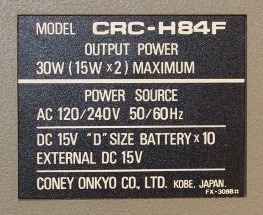 MODEL CRC-H84F
OUTPUT POWER
30W (15W×2) MAXIMUM
POWER SOURCE
AC 120/240V 50/60Hz
DC 15V "D" SIZE BATTERY×10
EXTERNAL DC 15V
CONEY ONKYO CO., LTD. KOBE, JAPAN.